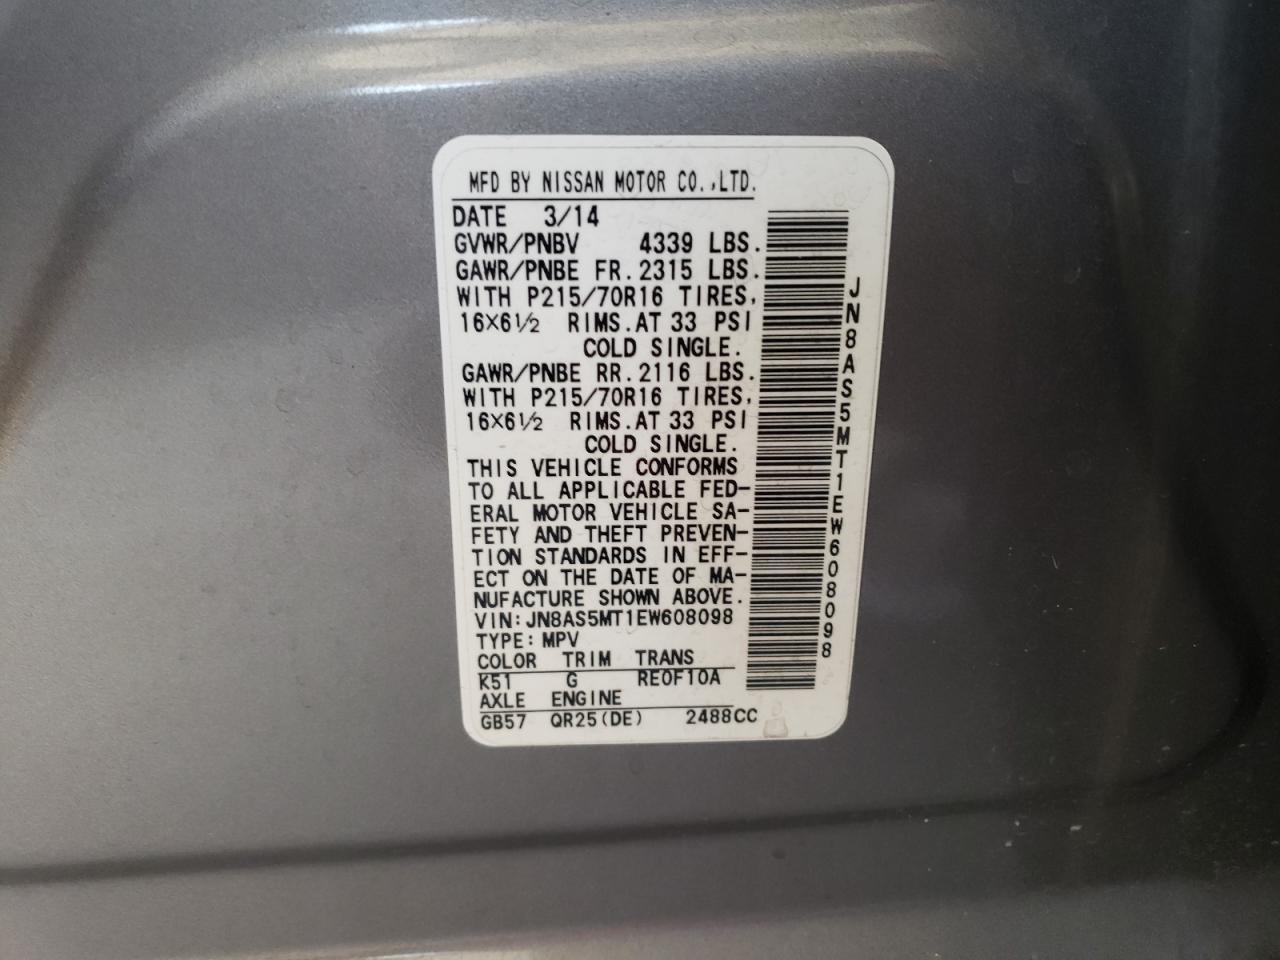 MFD BY NISSAN MOTOR CO.,LTD.
DATE 3/14
GVWR/PNBV 4339 LBS.
GAWR/PNBE FR. 2315 LBS.
WITH P215/70R16 TIRES,
16×6½ RIMS. AT 33 PSI
COLD SINGLE.
GAWR/PNBE RR. 2116 LBS.
WITH P215/70R16 TIRES,
16×6½ RIMS. AT 33 PSI
COLD SINGLE.
THIS VEHICLE CONFORMS
TO ALL APPLICABLE FED-
ERAL MOTOR VEHICLE SA-
FETY AND THEFT PREVEN-
TION STANDARDS IN EFF-
ECT ON THE DATE OF MA-
NUFACTURE SHOWN ABOVE.
VIN: JN8AS5MT1EW608098
TYPE: MPV
COLOR TRIM TRANS
K51 G RE0F10A
AXLE ENGINE
GB57 QR25(DE) 2488CC
JN8AS5MT1EW608098